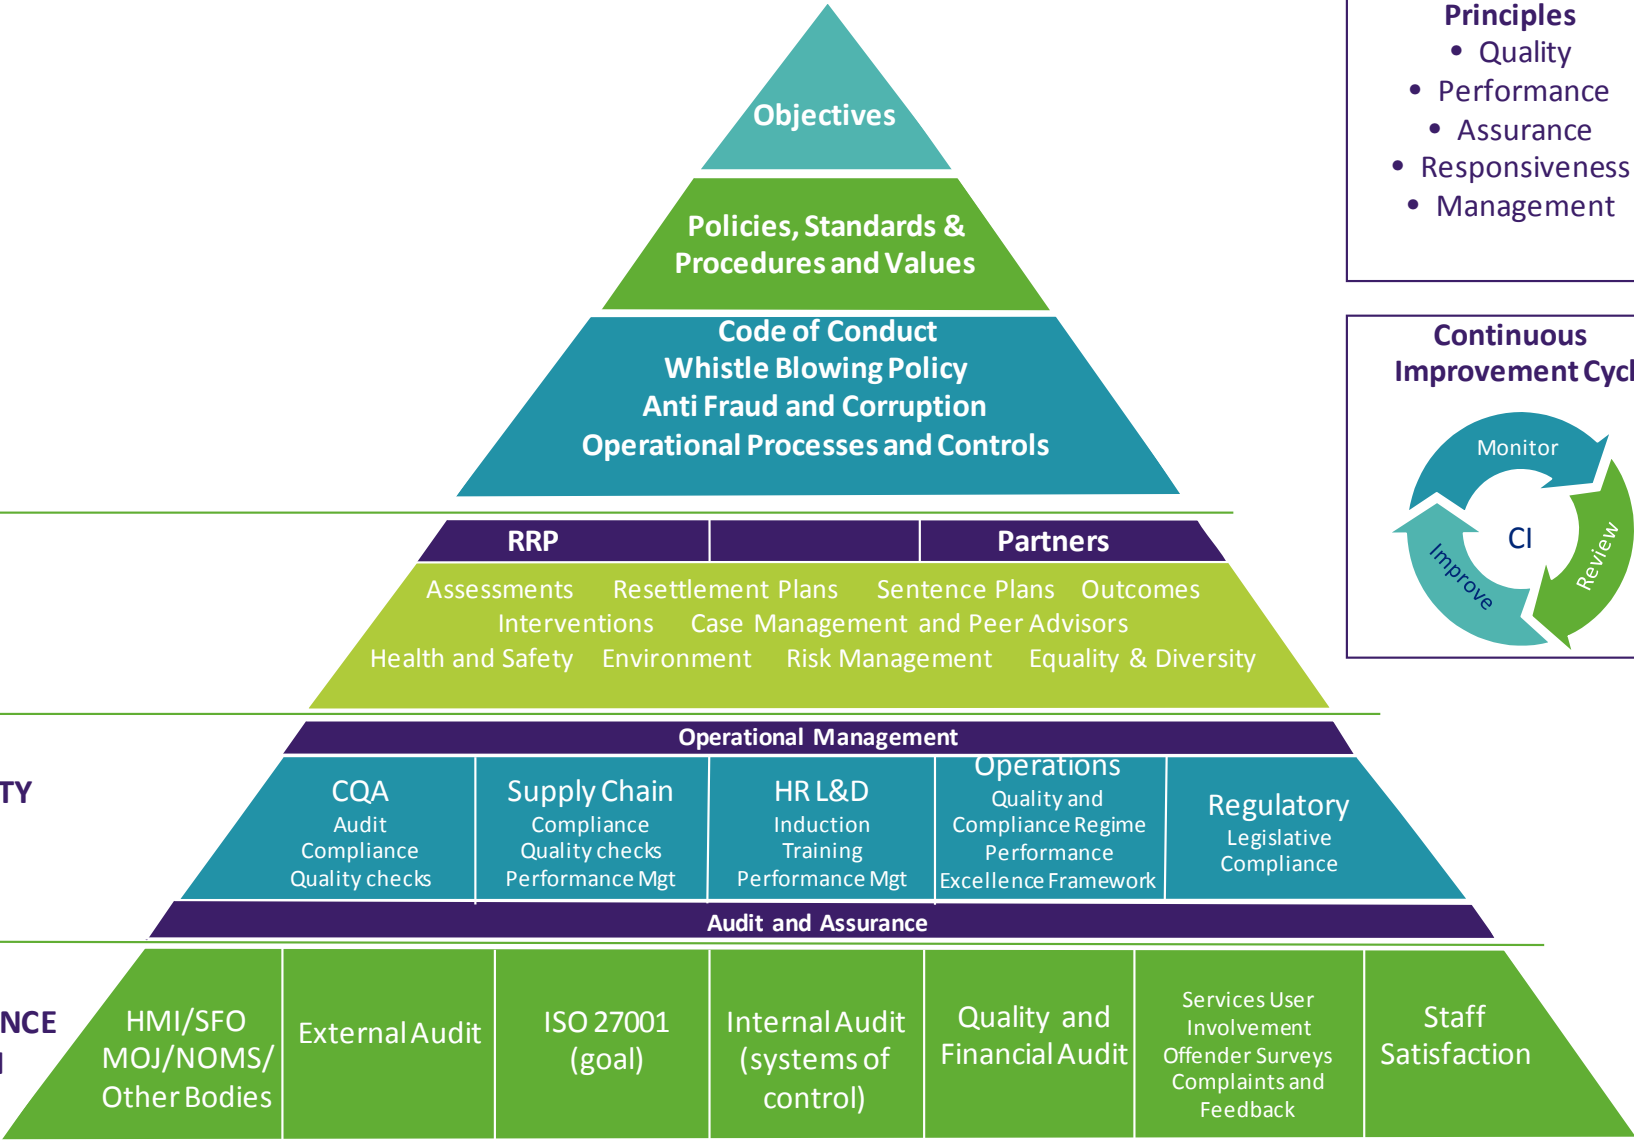 Objectives
Policies, Standards &
Procedures and Values
Code of Conduct
Whistle Blowing Policy
Anti Fraud and Corruption
Operational Processes and Controls
RRP
Partners
Assessments Resettlement Plans Sentence Plans Outcomes
Interventions Case Management and Peer Advisors
Health and Safety Environment Risk Management Equality & Diversity
Operational Management
CQA
Audit
Compliance
Quality checks
Supply Chain
Compliance
Quality checks
Performance Mgt
HR L&D
Induction
Training
Performance Mgt
Operations
Quality and
Compliance Regime
Performance
Excellence Framework
Regulatory
Legislative
Compliance
Audit and Assurance
HMI/SFO
MOJ/NOMS/
Other Bodies
External Audit
ISO 27001
(goal)
Internal Audit
(systems of
control)
Quality and
Financial Audit
Services User
Involvement
Offender Surveys
Complaints and
Feedback
Staff
Satisfaction
Principles
• Quality
• Performance
• Assurance
• Responsiveness
• Management
Continuous
Improvement
Monitor
Review
Improve
CI